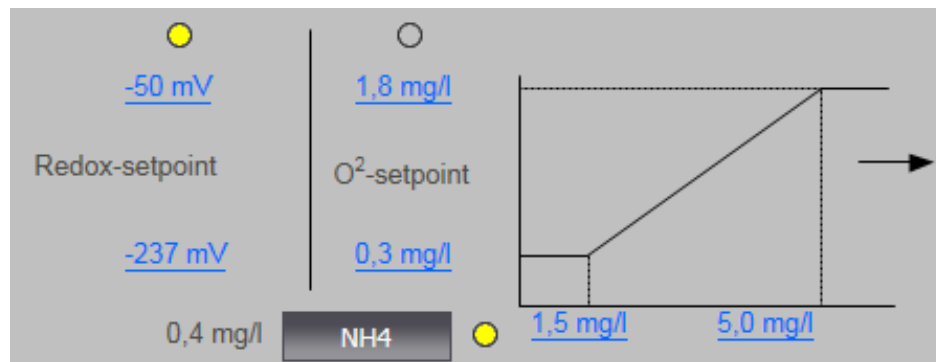 -50 mV
1,8 mg/l
Redox-setpoint
O²-setpoint
-237 mV
0,3 mg/l
1,5 mg/l
5,0 mg/l
0,4 mg/l
NH4